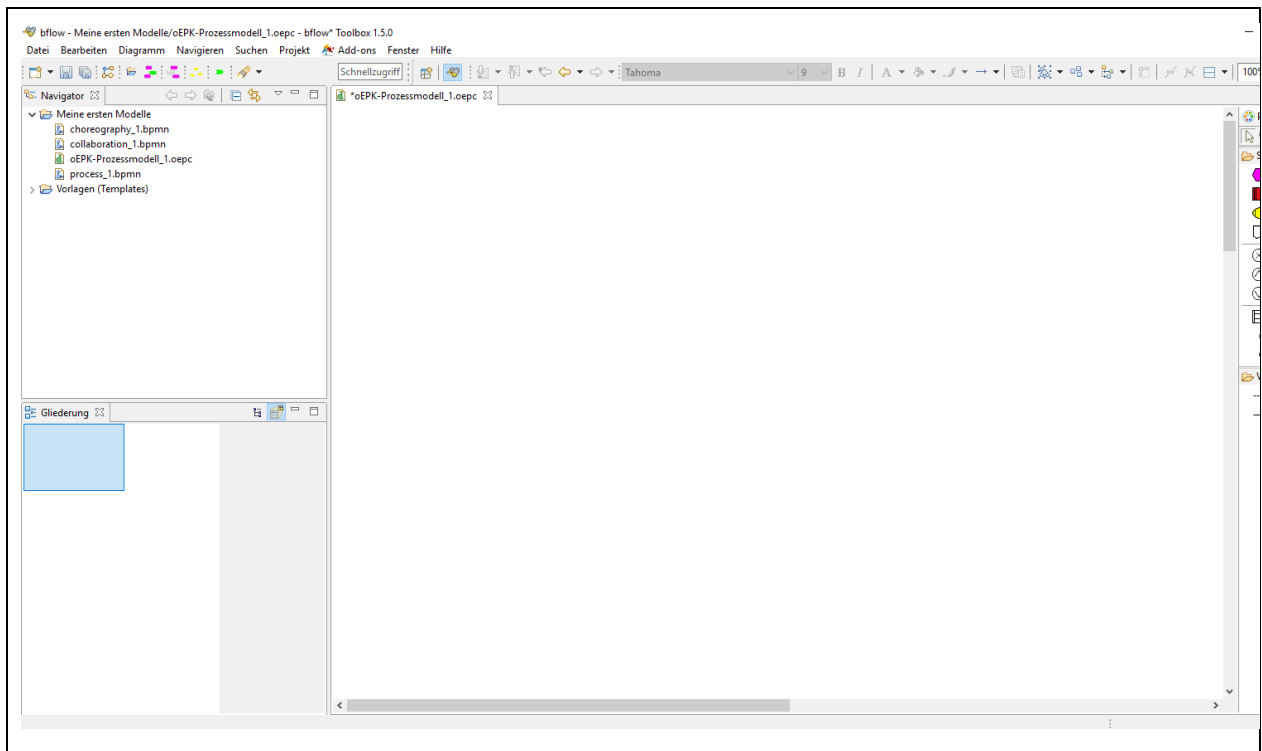 bflow - Meine ersten Modelle/oEPK-Prozessmodell_1.oepc - bflow* Toolbox 1.5.0
Datei Bearbeiten Diagramm Navigieren Suchen Projekt Add-ons Fenster Hilfe
Schnellzugriff Tahoma 9 B I A 100%
Navigator *oEPK-Prozessmodell_1.oepc
Meine ersten Modelle
choreography_1.bpmn
collaboration_1.bpmn
oEPK-Prozessmodell_1.oepc
process_1.bpmn
Vorlagen (Templates)
Gliederung